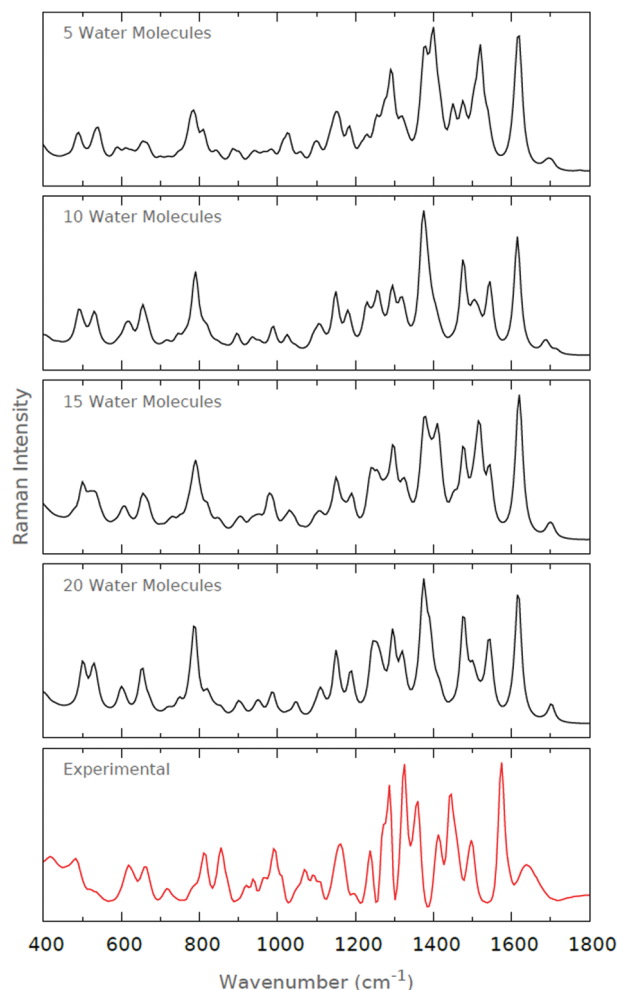 5 Water Molecules
10 Water Molecules
15 Water Molecules
20 Water Molecules
Experimental
Raman Intensity
400 600 800 1000 1200 1400 1600 1800
Wavenumber (cm⁻¹)